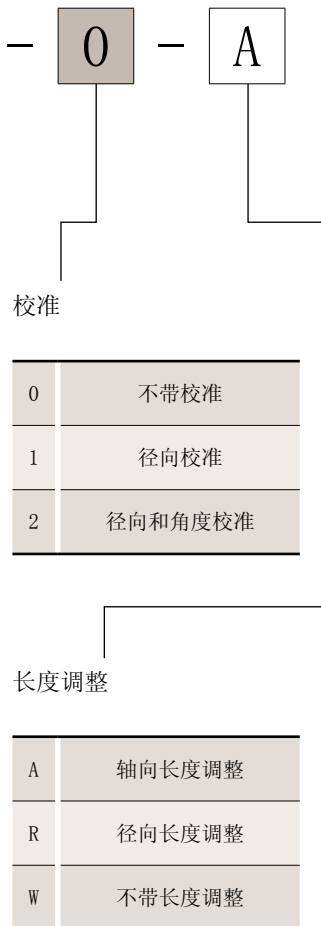 - 0 - A
校准
0 不带校准
1 径向校准
2 径向和角度校准
长度调整
A 轴向长度调整
R 径向长度调整
W 不带长度调整